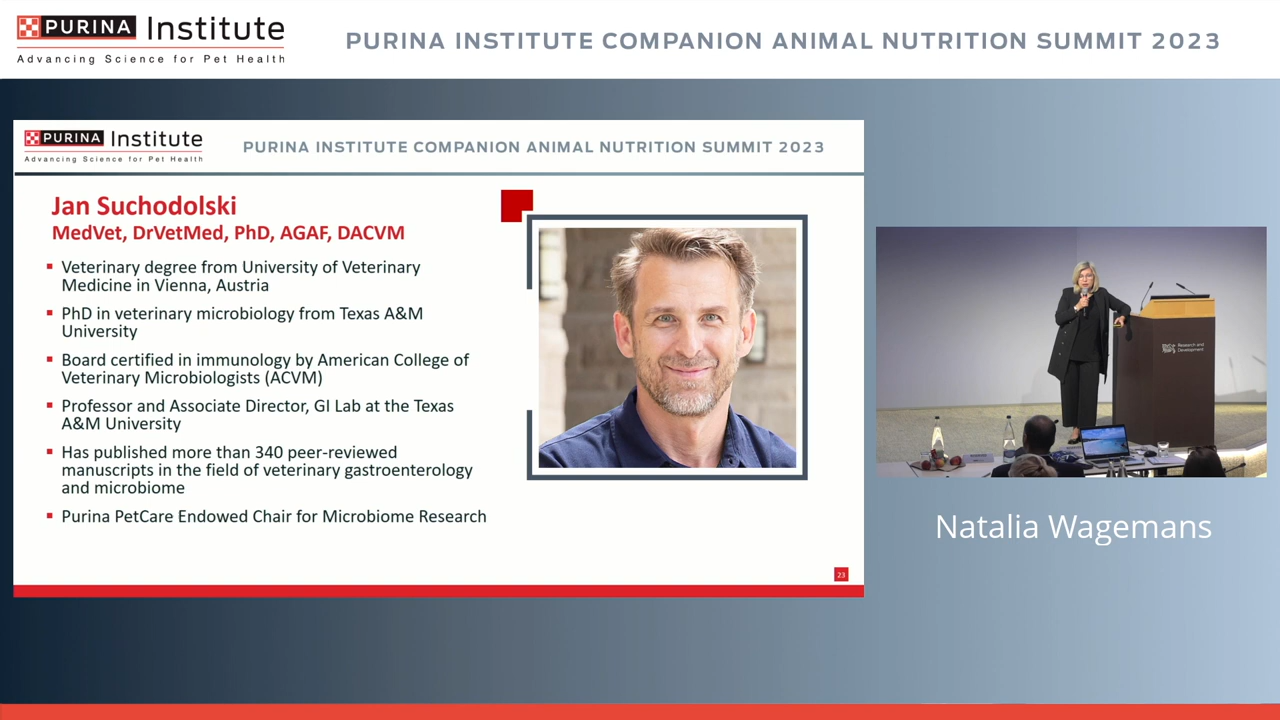 PURINA Institute
Advancing Science for Pet Health
PURINA INSTITUTE COMPANION ANIMAL NUTRITION SUMMIT 2023
PURINA Institute
Advancing Science for Pet Health
PURINA INSTITUTE COMPANION ANIMAL NUTRITION SUMMIT 2023
Jan Suchodolski
MedVet, DrVetMed, PhD, AGAF, DACVM
Veterinary degree from University of Veterinary
Medicine in Vienna, Austria
PhD in veterinary microbiology from Texas A&M
University
Board certified in immunology by American College of
Veterinary Microbiologists (ACVM)
Professor and Associate Director, GI Lab at the Texas
A&M University
Has published more than 340 peer-reviewed
manuscripts in the field of veterinary gastroenterology
and microbiome
Purina PetCare Endowed Chair for Microbiome Research
23
Research and
Development
Natalia Wagemans